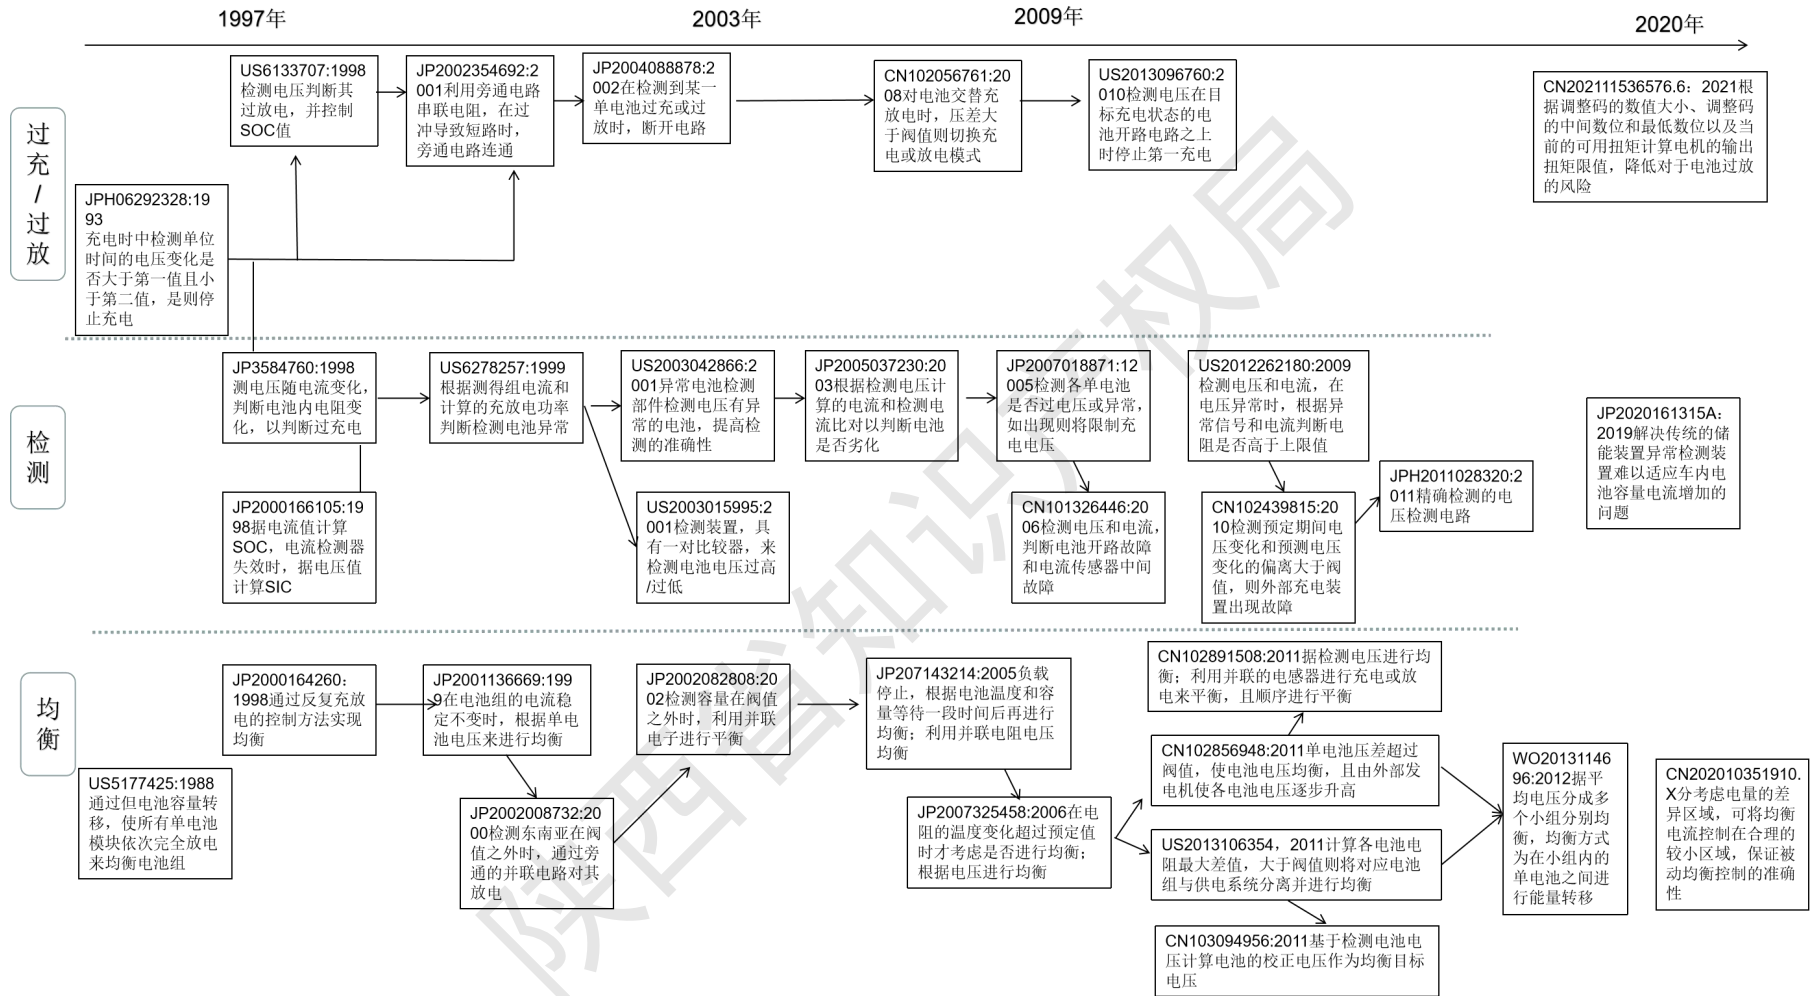 1997年
2003年
2009年
2020年
过
充
/
过
放
US6133707:1998
检测电压判断其
过放电，并控制
SOC值
JP2002354692:2
001利用旁通电路
串联电阻，在过
冲导致短路时，
旁通电路连通
JP2004088878:2
002在检测到某一
单电池过充或过
放时，断开电路
CN102056761:20
08对电池交替充
放电时，压差大
于阀值则切换充
电或放电模式
US2013096760:2
010检测电压在目
标充电状态的电
池开路电路之上
时停止第一充电
CN202111536576.6：2021根
据调整码的数值大小、调整码
的中间数位和最低数位以及当
前的可用扭矩计算电机的输出
扭矩限值，降低对于电池过放
的风险
JPH06292328:19
93
充电时中检测单位
时间的电压变化是
否大于第一值且小
于第二值，是则停
止充电
检
测
JP3584760:1998
测电压随电流变化，
判断电池内电阻变
化，以判断过充电
US6278257:1999
根据测得组电流和
计算的充放电功率
判断检测电池异常
US2003042866:2
001异常电池检测
部件检测电压有异
常的电池，提高检
测的准确性
JP2005037230:20
03根据检测电压计
算的电流和检测电
流比对以判断电池
是否劣化
JP2007018871:12
005检测各单电池
是否过电压或异常，
如出现则将限制充
电电压
US2012262180:2009
检测电压和电流，在
电压异常时，根据异
常信号和电流判断电
阻是否高于上限值
JP2020161315A：
2019解决传统的储
能装置异常检测装
置难以适应车内电
池容量电流增加的
问题
JPH2011028320:2
011精确检测的电
压检测电路
JP2000166105:19
98据电流值计算
SOC，电流检测器
失效时，据电压值
计算SIC
US2003015995:2
001检测装置，具
有一对比较器，来
检测电池电压过高
/过低
CN101326446:20
06检测电压和电流，
判断电池开路故障
和电流传感器中间
故障
CN102439815:20
10检测预定期间电
压变化和预测电压
变化的偏离大于阀
值，则外部充电装
置出现故障
均
衡
JP2000164260：
1998通过反复充放
电的控制方法实现
均衡
JP2001136669:199
9在电池组的电流稳
定不变时，根据单电
池电压来进行均衡
JP2002082808:20
02检测容量在阀值
之外时，利用并联
电子进行平衡
JP207143214:2005负载
停止，根据电池温度和容
量等待一段时间后再进行
均衡；利用并联电阻电压
均衡
CN102891508:2011据检测电压进行均
衡；利用并联的电感器进行充电或放
电来平衡，且顺序进行平衡
CN102856948:2011单电池压差超过
阀值，使电池电压均衡，且由外部发
电机使各电池电压逐步升高
WO20131146
96:2012据平
均电压分成多
个小组分别均
衡，均衡方式
为在小组内的
单电池之间进
行能量转移
CN202010351910.
X分考虑电量的差
异区域，可将均衡
电流控制在合理的
较小区域，保证被
动均衡控制的准确
性
US5177425:1988
通过但电池容量转
移，使所有单电池
模块依次完全放电
来均衡电池组
JP2002008732:20
00检测东南亚在阀
值之外时，通过旁
通的并联电路对其
放电
JP2007325458:2006在电
阻的温度变化超过预定值
时才考虑是否进行均衡；
根据电压进行均衡
US2013106354，2011计算各电池电
阻最大差值，大于阀值则将对应电池
组与供电系统分离并进行均衡
CN103094956:2011基于检测电池电
压计算电池的校正电压作为均衡目标
电压
陕西省知识产权局